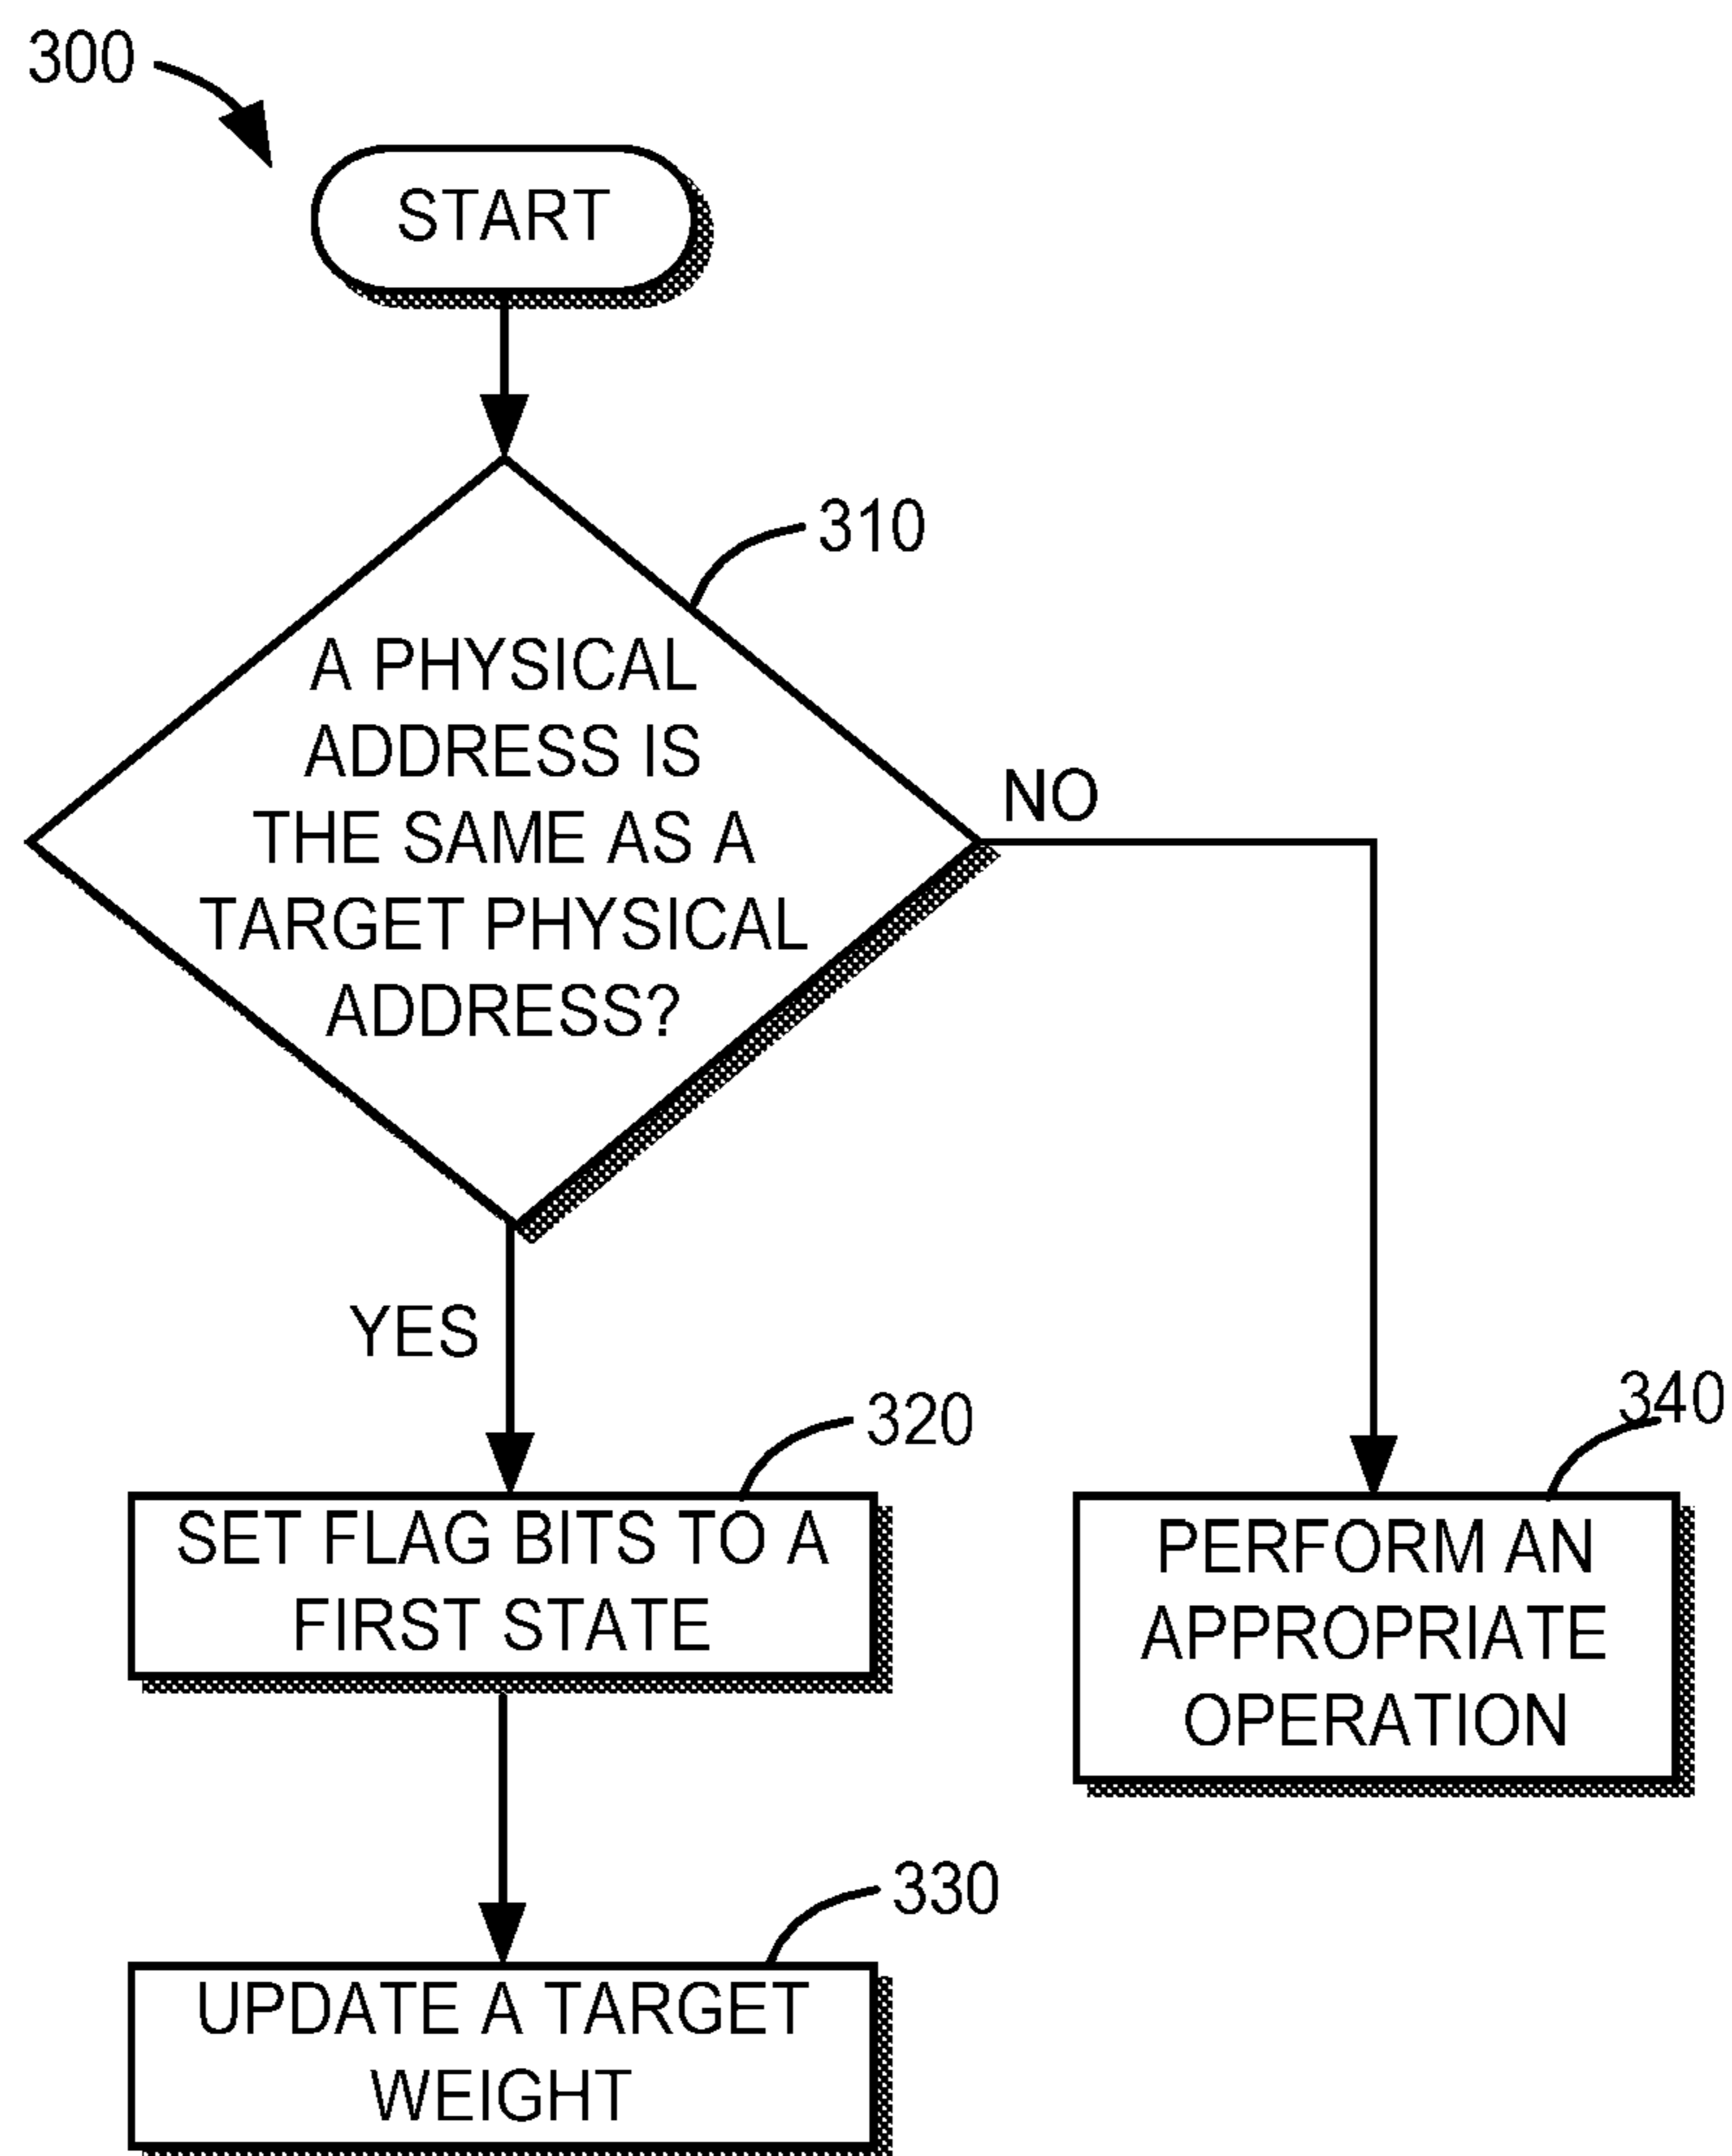 300
START
310
A PHYSICAL
ADDRESS IS
THE SAME AS A
TARGET PHYSICAL
ADDRESS?
NO
YES
320
SET FLAG BITS TO A
FIRST STATE
340
PERFORM AN
APPROPRIATE
OPERATION
330
UPDATE A TARGET
WEIGHT